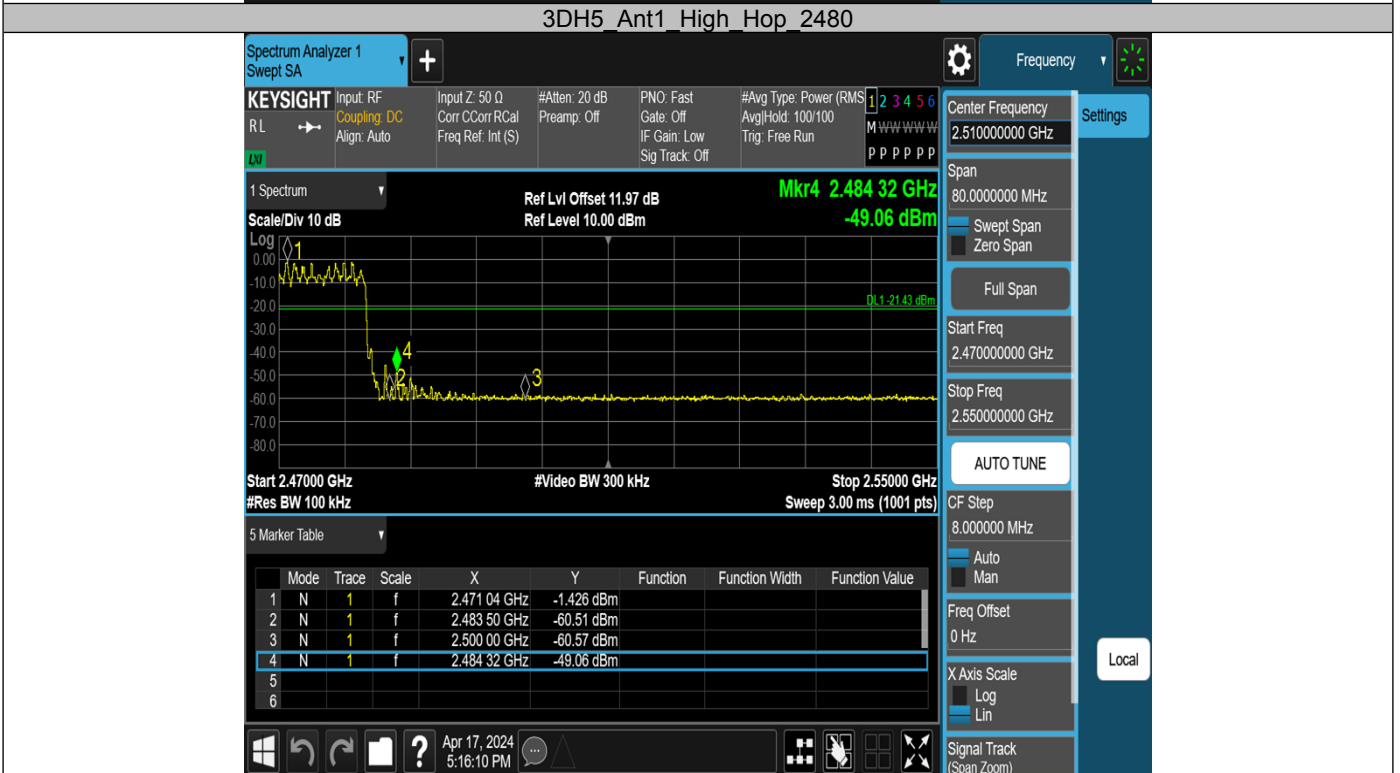 3DH5_Ant1_High_Hop_2480
Spectrum Analyzer 1
Swept SA
+
Frequency
KEYSIGHT
R L
LXI
Input: RF
Coupling: DC
Align: Auto
Input Z: 50 Ω
Corr CCorr RCal
Freq Ref: Int (S)
#Atten: 20 dB
Preamp: Off
PNO: Fast
Gate: Off
IF Gain: Low
Sig Track: Off
#Avg Type: Power (RMS
Avg|Hold: 100/100
Trig: Free Run
1 2 3 4 5 6
M W W W W W
P P P P P P
1 Spectrum
Scale/Div 10 dB
Ref Lvl Offset 11.97 dB
Ref Level 10.00 dBm
Mkr4 2.484 32 GHz
-49.06 dBm
Log
0.00
-10.0
-20.0
-30.0
-40.0
-50.0
-60.0
-70.0
-80.0
1
4
2
3
DL1 -21.43 dBm
Start 2.47000 GHz
#Video BW 300 kHz
Stop 2.55000 GHz
#Res BW 100 kHz
Sweep 3.00 ms (1001 pts)
5 Marker Table
Mode Trace Scale X Y Function Function Width Function Value
1 N 1 f 2.471 04 GHz -1.426 dBm
2 N 1 f 2.483 50 GHz -60.51 dBm
3 N 1 f 2.500 00 GHz -60.57 dBm
4 N 1 f 2.484 32 GHz -49.06 dBm
5
6
?
Apr 17, 2024
5:16:10 PM
Center Frequency
2.510000000 GHz
Settings
Span
80.0000000 MHz
Swept Span
Zero Span
Full Span
Start Freq
2.470000000 GHz
Stop Freq
2.550000000 GHz
AUTO TUNE
CF Step
8.000000 MHz
Auto
Man
Freq Offset
0 Hz
Local
X Axis Scale
Log
Lin
Signal Track
(Span Zoom)